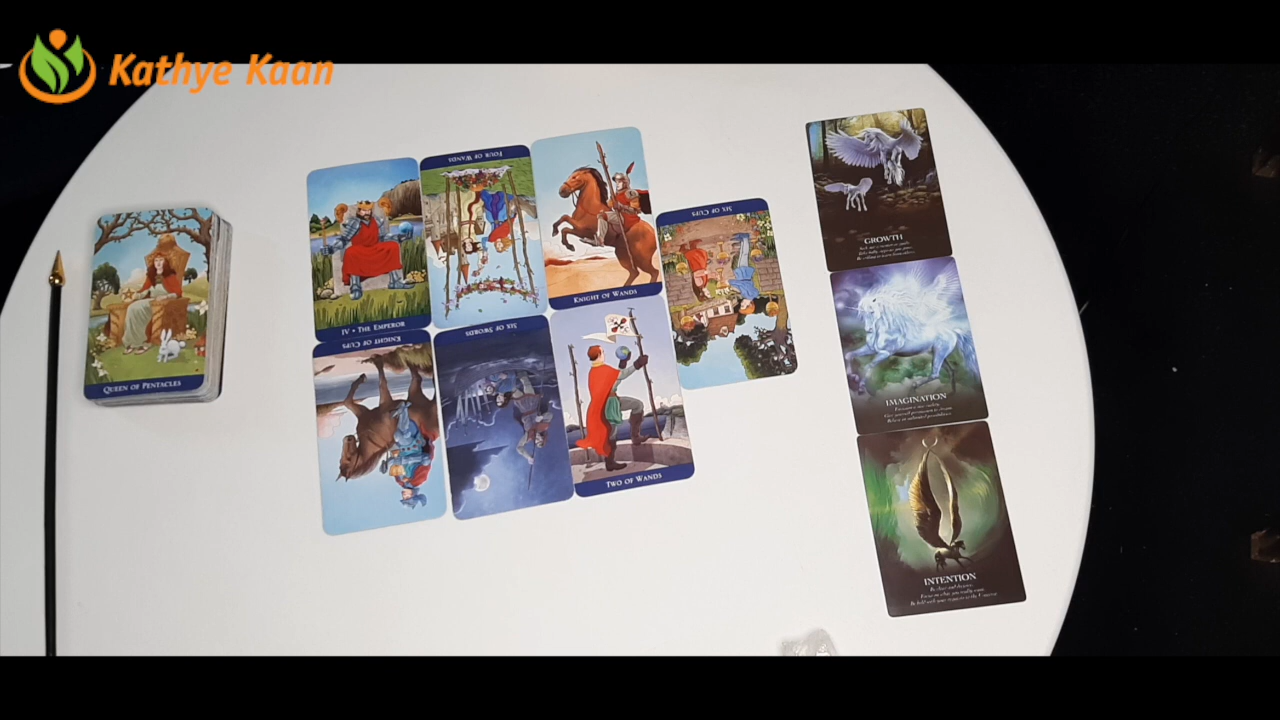 Kathye Kaan
FOUR OF WANDS
KNIGHT OF WANDS
SIX OF CUPS
IV • THE EMPEROR
KNIGHT OF CUPS
SIX OF SWORDS
TWO OF WANDS
QUEEN OF PENTACLES
GROWTH
IMAGINATION
INTENTION